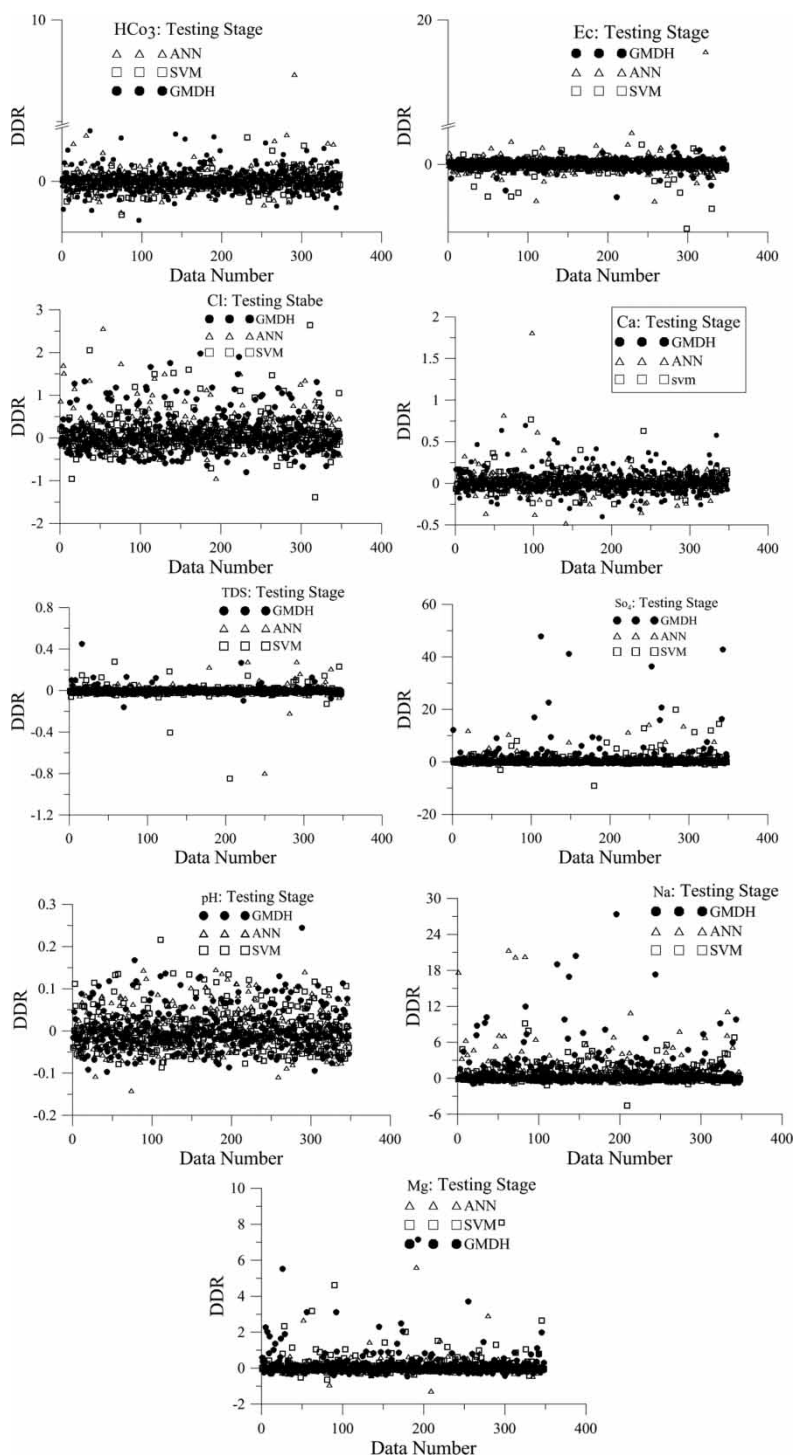 HCo3: Testing Stage
ANN
SVM
GMDH
10
0
DDR
0 100 200 300 400
Data Number
Ec: Testing Stage
GMDH
ANN
SVM
20
0
DDR
0 100 200 300 400
Data Number
Cl: Testing Stabe
GMDH
ANN
SVM
3
2
1
0
-1
-2
DDR
0 100 200 300 400
Data Number
Ca: Testing Stage
GMDH
ANN
svm
2
1.5
1
0.5
0
-0.5
DDR
0 100 200 300 400
Data Number
TDS: Testing Stage
GMDH
ANN
SVM
0.8
0.4
0
-0.4
-0.8
-1.2
DDR
0 100 200 300 400
Data Number
So4: Testing Stage
GMDH
ANN
SVM
60
40
20
0
-20
DDR
0 100 200 300 400
Data Number
pH: Testing Stage
GMDH
ANN
SVM
0.3
0.2
0.1
0
-0.1
-0.2
DDR
0 100 200 300 400
Data Number
Na: Testing Stage
GMDH
ANN
SVM
30
24
18
12
6
0
-6
DDR
0 100 200 300 400
Data Number
Mg: Testing Stage
ANN
SVM
GMDH
10
8
6
4
2
0
-2
DDR
0 100 200 300 400
Data Number